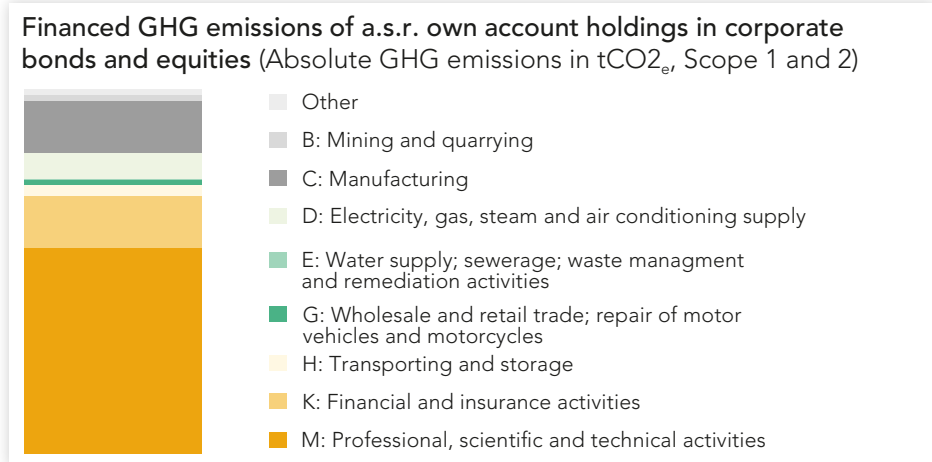 Financed GHG emissions of a.s.r. own account holdings in corporate
bonds and equities (Absolute GHG emissions in tCO2e, Scope 1 and 2)
Other
B: Mining and quarrying
C: Manufacturing
D: Electricity, gas, steam and air conditioning supply
E: Water supply; sewerage; waste managment
and remediation activities
G: Wholesale and retail trade; repair of motor
vehicles and motorcycles
H: Transporting and storage
K: Financial and insurance activities
M: Professional, scientific and technical activities